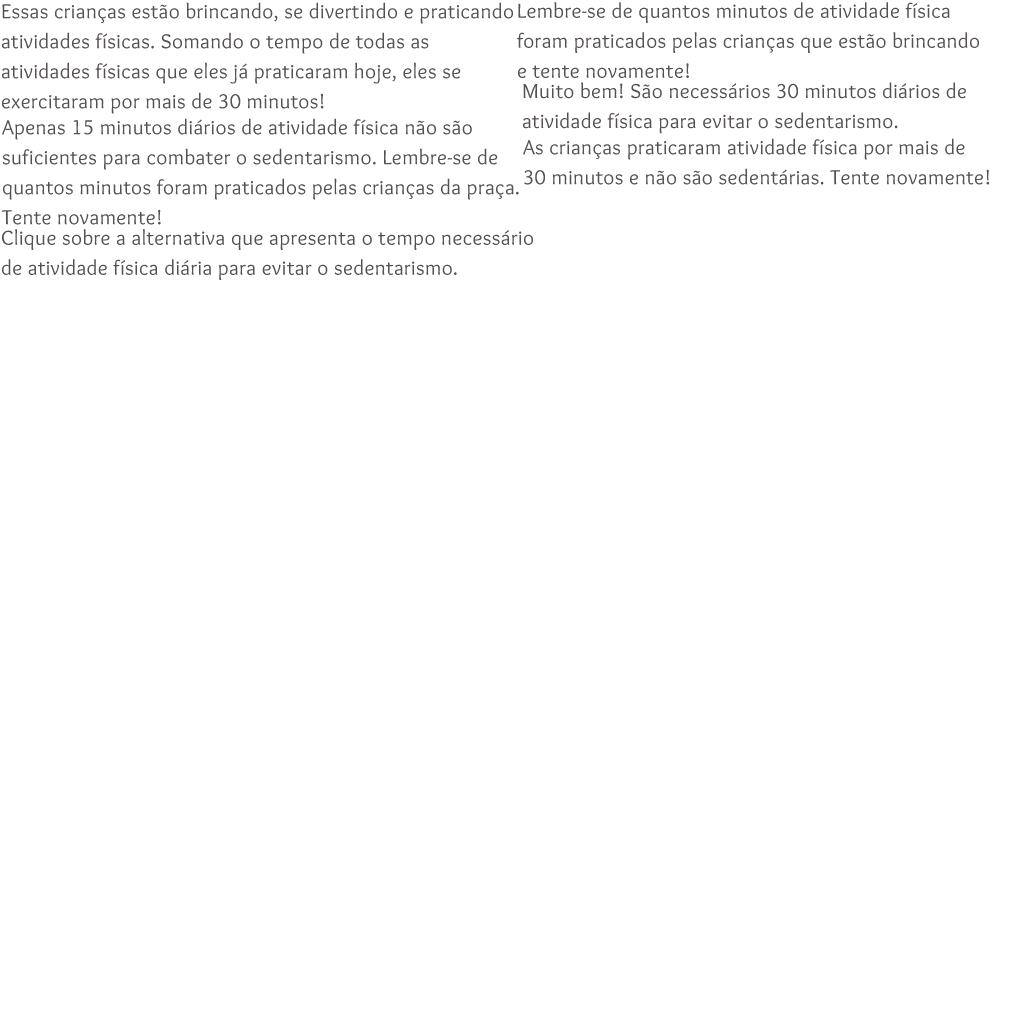 Essas crianças estão brincando, se divertindo e praticando
atividades físicas. Somando o tempo de todas as
atividades físicas que eles já praticaram hoje, eles se
exercitaram por mais de 30 minutos!
Apenas 15 minutos diários de atividade física não são
suficientes para combater o sedentarismo. Lembre-se de
quantos minutos foram praticados pelas crianças da praça.
Tente novamente!
Clique sobre a alternativa que apresenta o tempo necessário
de atividade física diária para evitar o sedentarismo.
Lembre-se de quantos minutos de atividade física
foram praticados pelas crianças que estão brincando
e tente novamente!
Muito bem! São necessários 30 minutos diários de
atividade física para evitar o sedentarismo.
As crianças praticaram atividade física por mais de
30 minutos e não são sedentárias. Tente novamente!